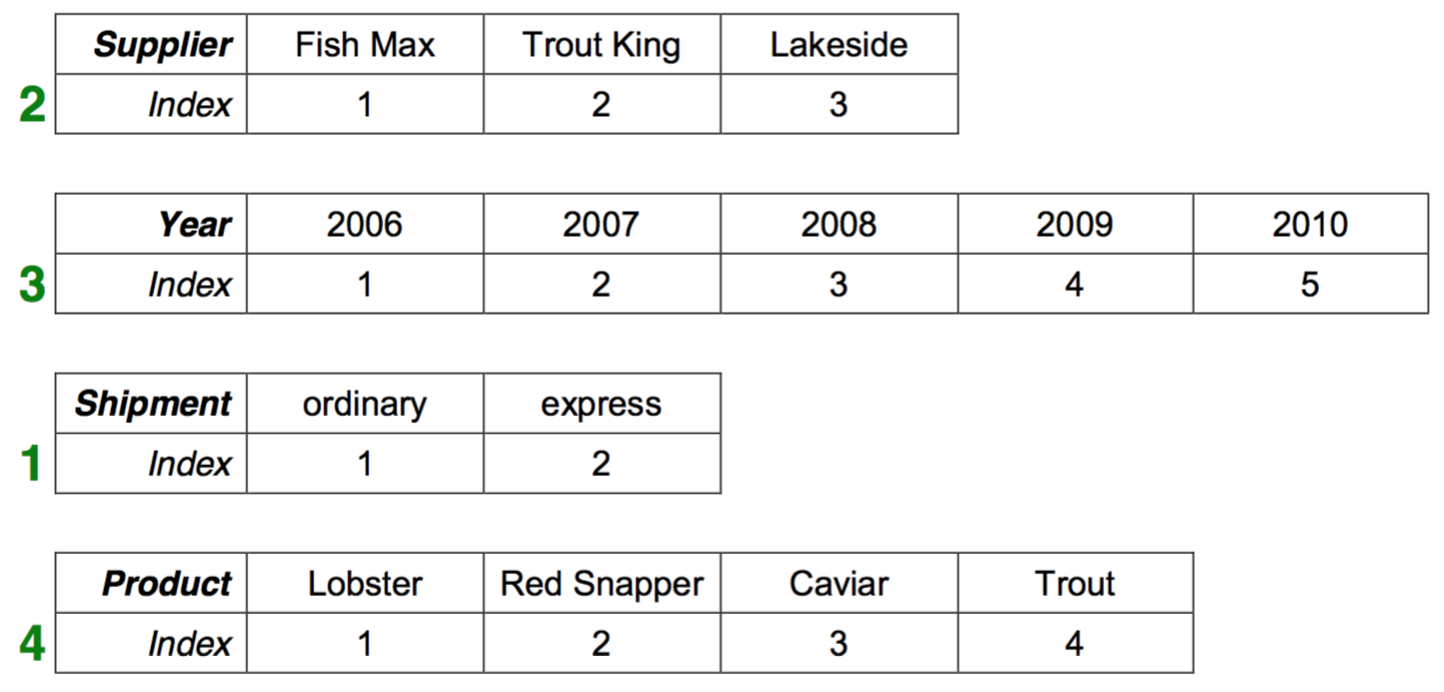 Supplier Fish Max Trout King Lakeside
2 Index 1 2 3
Year 2006 2007 2008 2009 2010
3 Index 1 2 3 4 5
Shipment ordinary express
1 Index 1 2
Product Lobster Red Snapper Caviar Trout
4 Index 1 2 3 4